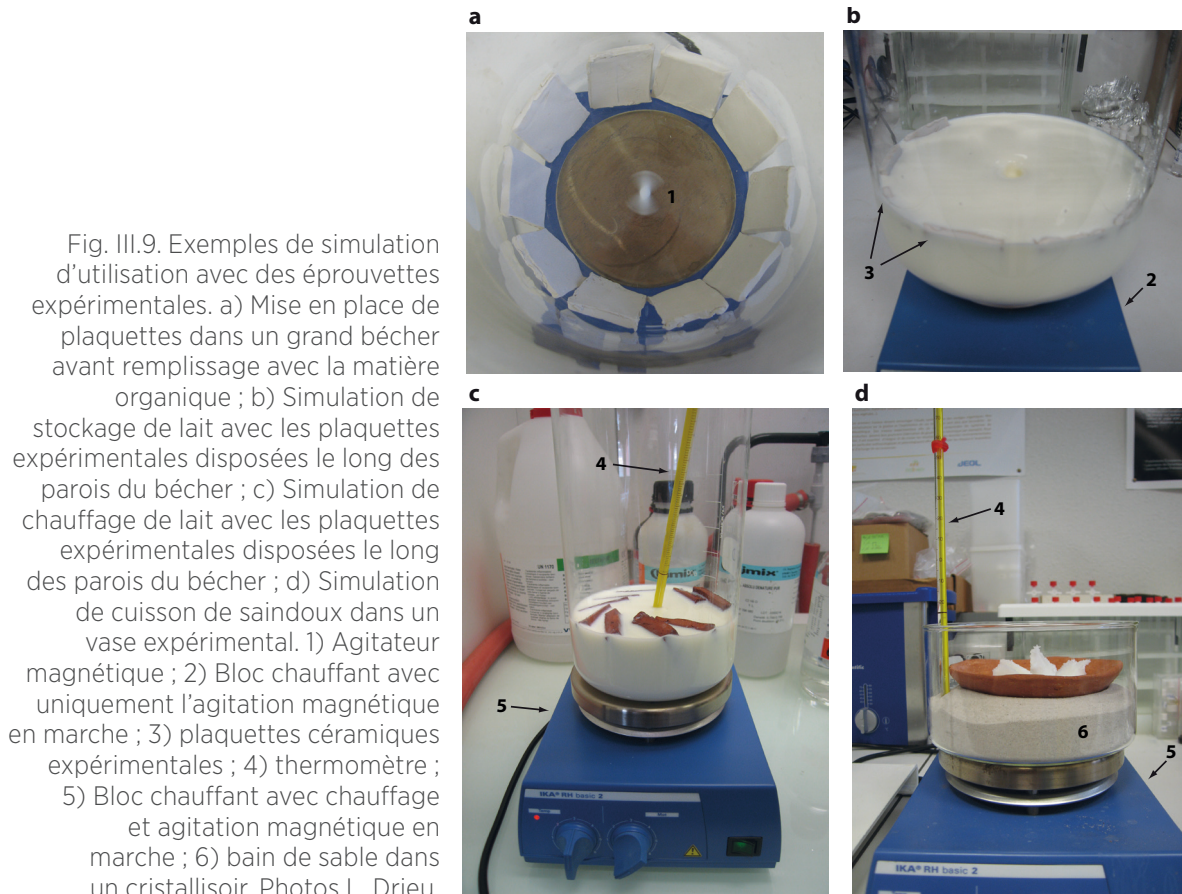 Fig. III.9. Exemples de simulation
d’utilisation avec des éprouvettes
expérimentales. a) Mise en place de
plaquettes dans un grand bécher
avant remplissage avec la matière
organique ; b) Simulation de
stockage de lait avec les plaquettes
expérimentales disposées le long des
parois du bécher ; c) Simulation de
chauffage de lait avec les plaquettes
expérimentales disposées le long
des parois du bécher ; d) Simulation
de cuisson de saindoux dans un
vase expérimental. 1) Agitateur
magnétique ; 2) Bloc chauffant avec
uniquement l’agitation magnétique
en marche ; 3) plaquettes céramiques
expérimentales ; 4) thermomètre ;
5) Bloc chauffant avec chauffage
et agitation magnétique en
marche ; 6) bain de sable dans
un cristallisoir. Photos L. Drieu.
a
1
b
3
2
c
4
5
IKA® RH basic 2
d
4
JEOL
6
5
IKA® RH basic 2